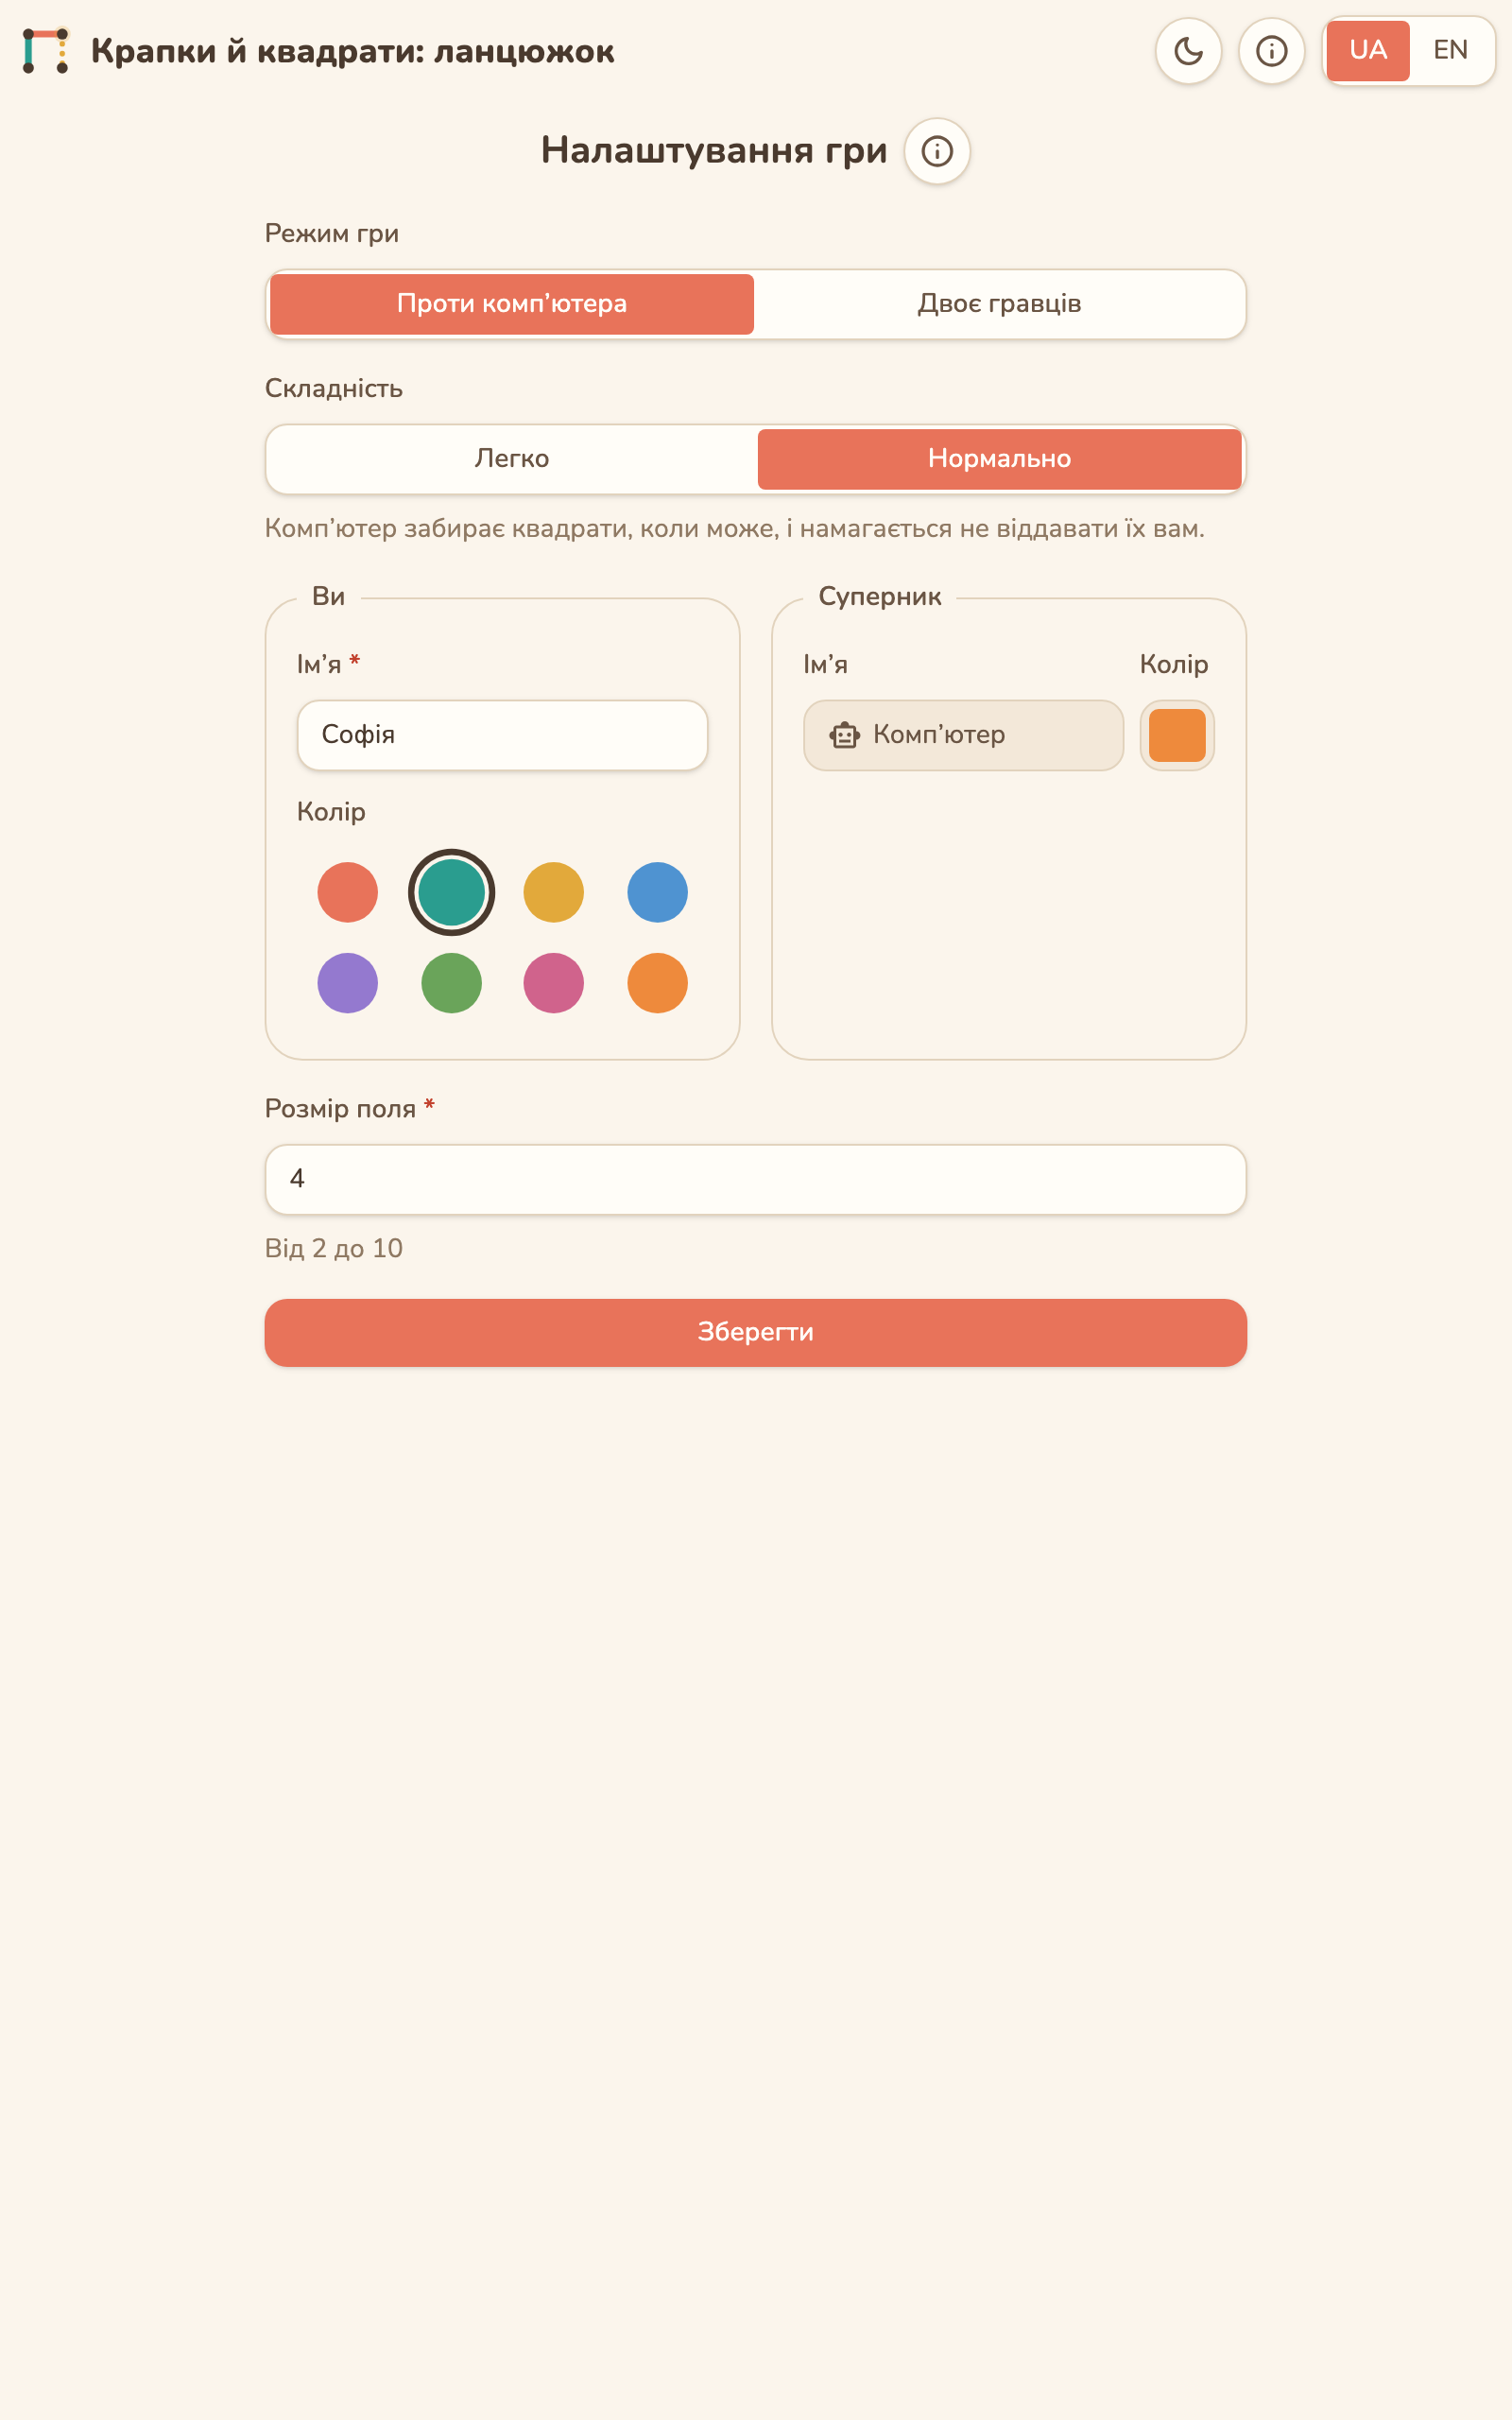 Крапки й квадрати: ланцюжок
UA EN
Налаштування гри
Режим гри
Проти комп’ютера Двоє гравців
Складність
Легко Нормально
Комп’ютер забирає квадрати, коли може, і намагається не віддавати їх вам.
Ви
Ім’я *
Софія
Колір
Суперник
Ім’я Колір
Комп’ютер
Розмір поля *
4
Від 2 до 10
Зберегти